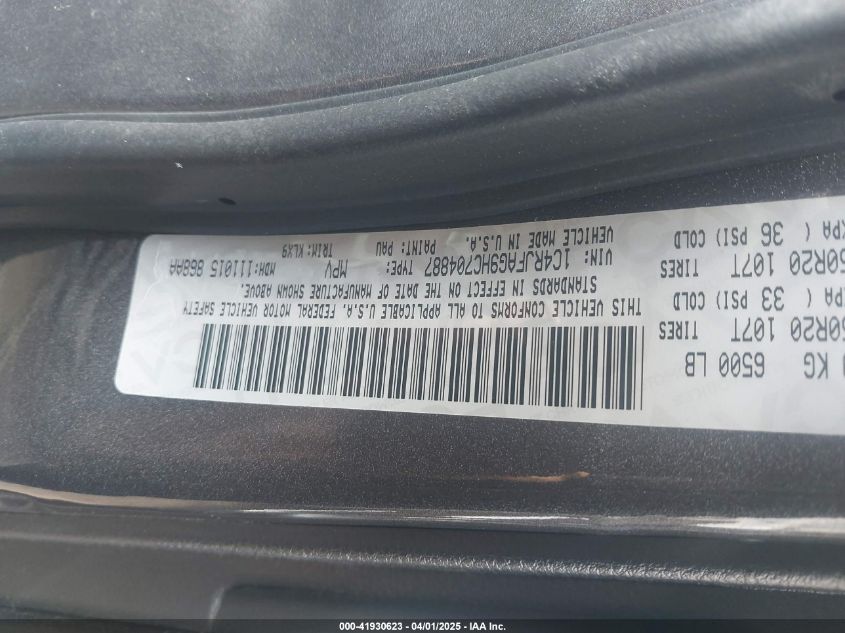 6500 LB
KG
50R20 107T TIRES
KPA ( 33 PSI) COLD
50R20 107T TIRES
KPA ( 36 PSI) COLD
THIS VEHICLE CONFORMS TO ALL APPLICABLE U.S.A. FEDERAL MOTOR VEHICLE SAFETY
STANDARDS IN EFFECT ON THE DATE OF MANUFACTURE SHOWN ABOVE.
VIN: 1C4RJFAG9HC704887 TYPE: MPV MDH:111015 868AA
VEHICLE MADE IN U.S.A. PAINT: PAU TRIM:KLX9
000-41930623 - 04/01/2025 - IAA Inc.